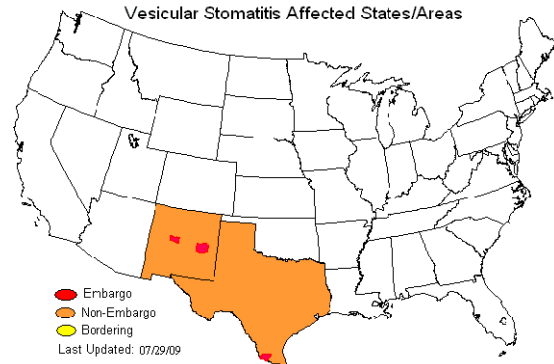 Vesicular Stomatitis Affected States/Areas
Embargo
Non-Embargo
Bordering
Last Updated: 07/29/09